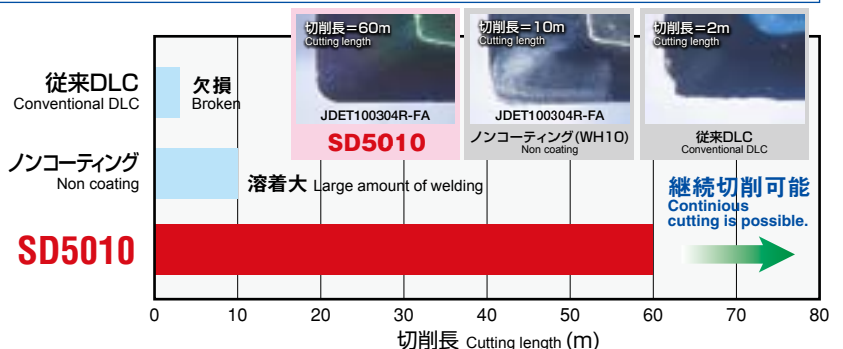 切削長=60m
Cutting length
JDET100304R-FA
SD5010
切削長=10m
Cutting length
JDET100304R-FA
ノンコーティング(WH10)
Non coating
切削長=2m
Cutting length
従来DLC
Conventional DLC
従来DLC
Conventional DLC
欠損
Broken
ノンコーティング
Non coating
溶着大 Large amount of welding
SD5010
継続切削可能
Continious
cutting is possible.
0 10 20 30 40 50 60 70 80
切削長 Cutting length (m)